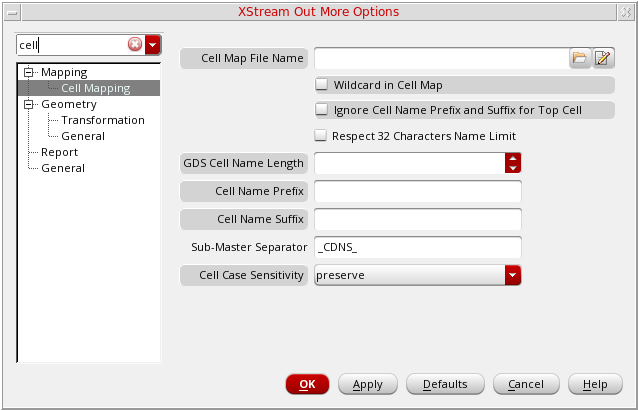 XStream Out More Options
cell
Mapping
Cell Mapping
Geometry
Transformation
General
Report
General
Cell Map File Name
Wildcard in Cell Map
Ignore Cell Name Prefix and Suffix for Top Cell
Respect 32 Characters Name Limit
GDS Cell Name Length
Cell Name Prefix
Cell Name Suffix
Sub-Master Separator _CDNS_
Cell Case Sensitivity preserve
OK Apply Defaults Cancel Help